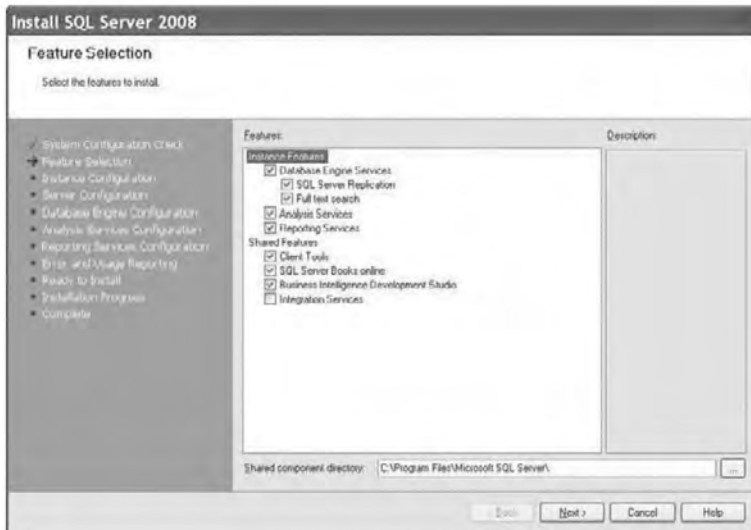 Install SQL Server 2008
Feature Selection
Select the features to install.
System Configuration Check
Feature Selection
Instance Configuration
Server Configuration
Database Engine Configuration
Analysis Services Configuration
Reporting Services Configuration
Error and Usage Reporting
Ready to Install
Installation Progress
Complete
Features:
Instance Features
Database Engine Services
SQL Server Replication
Full text search
Analysis Services
Reporting Services
Shared Features
Client Tools
SQL Server Books online
Business Intelligence Development Studio
Integration Services
Description:
Shared component directory: C:\Program Files\Microsoft SQL Server\ ...
Back Next > Cancel Help